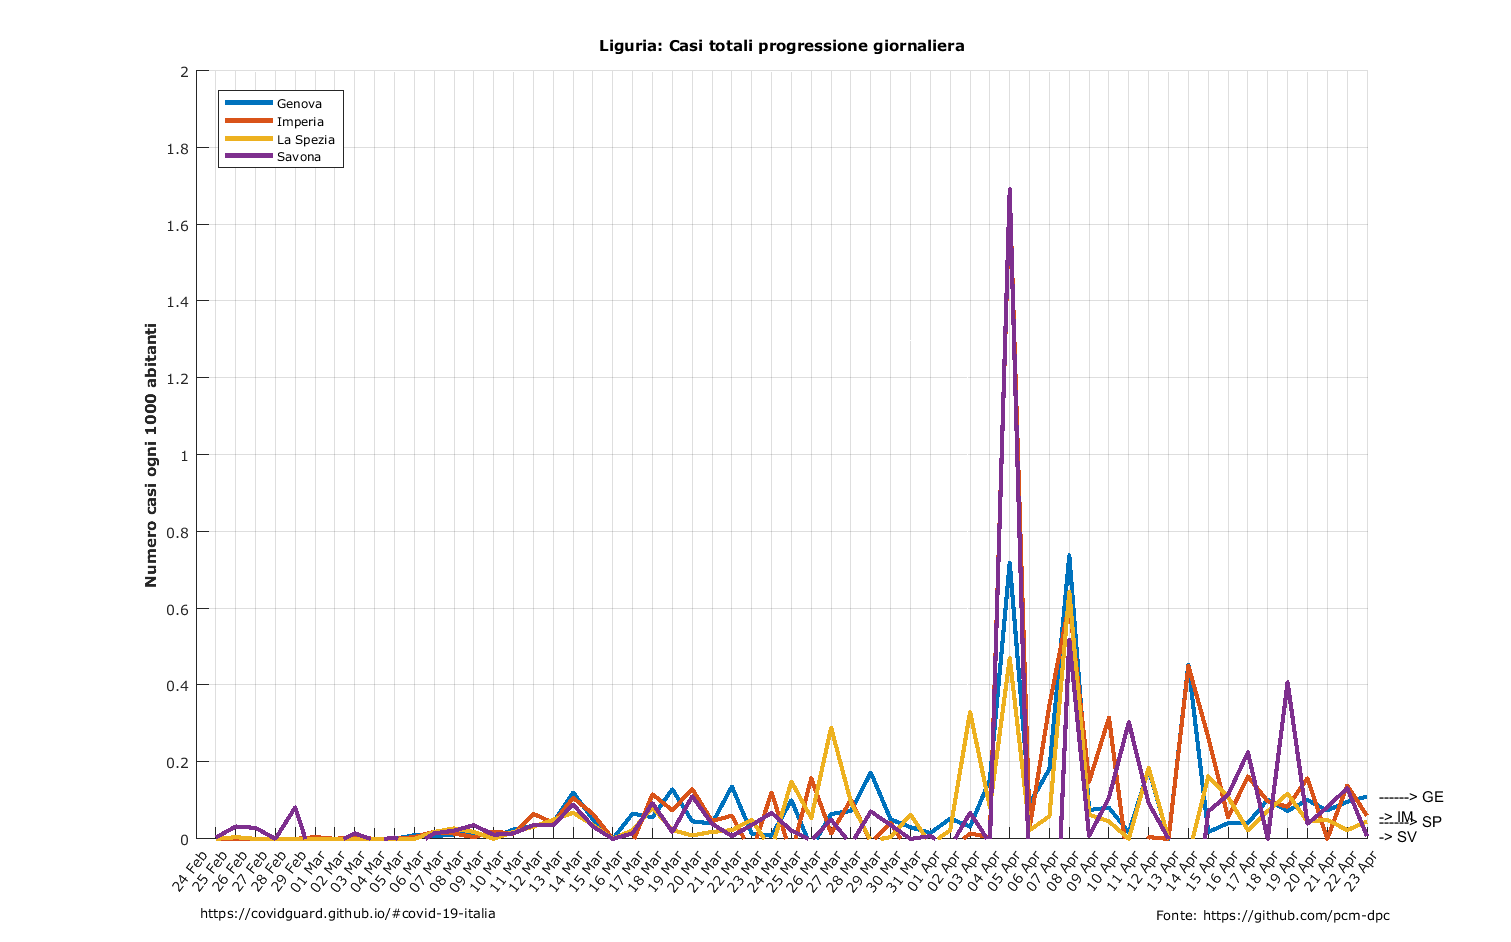 Liguria: Casi totali progressione giornaliera
Numero casi ogni 1000 abitanti
2
1.8
1.6
1.4
1.2
1
0.8
0.6
0.4
0.2
0
Genova
Imperia
La Spezia
Savona
------> GE
-> IM
------> SP
-> SV
24 Feb
25 Feb
26 Feb
27 Feb
28 Feb
29 Feb
01 Mar
02 Mar
03 Mar
04 Mar
05 Mar
06 Mar
07 Mar
08 Mar
09 Mar
10 Mar
11 Mar
12 Mar
13 Mar
14 Mar
15 Mar
16 Mar
17 Mar
18 Mar
19 Mar
20 Mar
21 Mar
22 Mar
23 Mar
24 Mar
25 Mar
26 Mar
27 Mar
28 Mar
29 Mar
30 Mar
31 Mar
01 Apr
02 Apr
03 Apr
04 Apr
05 Apr
06 Apr
07 Apr
08 Apr
09 Apr
10 Apr
11 Apr
12 Apr
13 Apr
14 Apr
15 Apr
16 Apr
17 Apr
18 Apr
19 Apr
20 Apr
21 Apr
22 Apr
23 Apr
https://covidguard.github.io/#covid-19-italia
Fonte: https://github.com/pcm-dpc